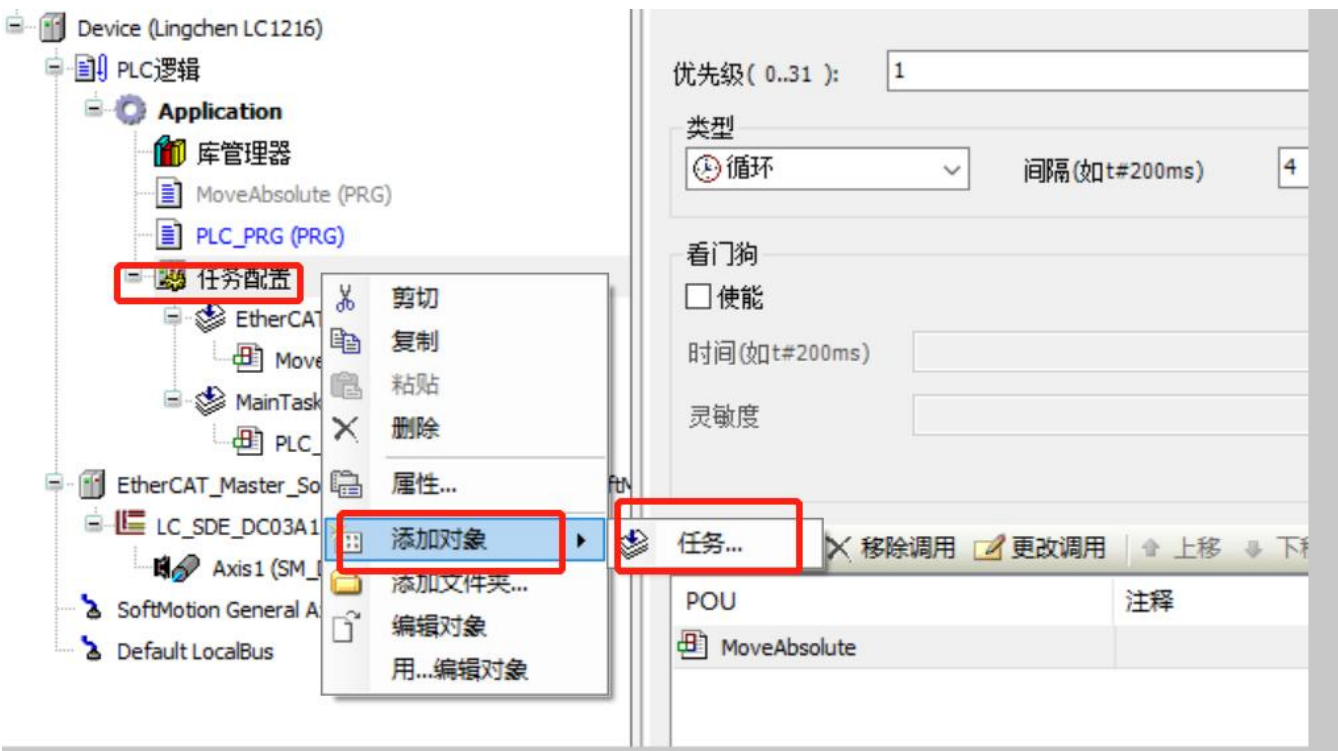 Device (Lingchen LC1216)
PLC逻辑
Application
库管理器
MoveAbsolute (PRG)
PLC_PRG (PRG)
任务配置
EtherCAT
Move
MainTask
PLC_
EtherCAT_Master_So
LC_SDE_DC03A1
Axis1 (SM_
SoftMotion General A
Default LocalBus
剪切
复制
粘贴
删除
属性...
添加对象
添加文件夹...
编辑对象
用...编辑对象
任务...
优先级( 0..31 ):
1
类型
循环
间隔(如t#200ms)
4
看门狗
使能
时间(如t#200ms)
灵敏度
移除调用
更改调用
上移
POU
注释
MoveAbsolute